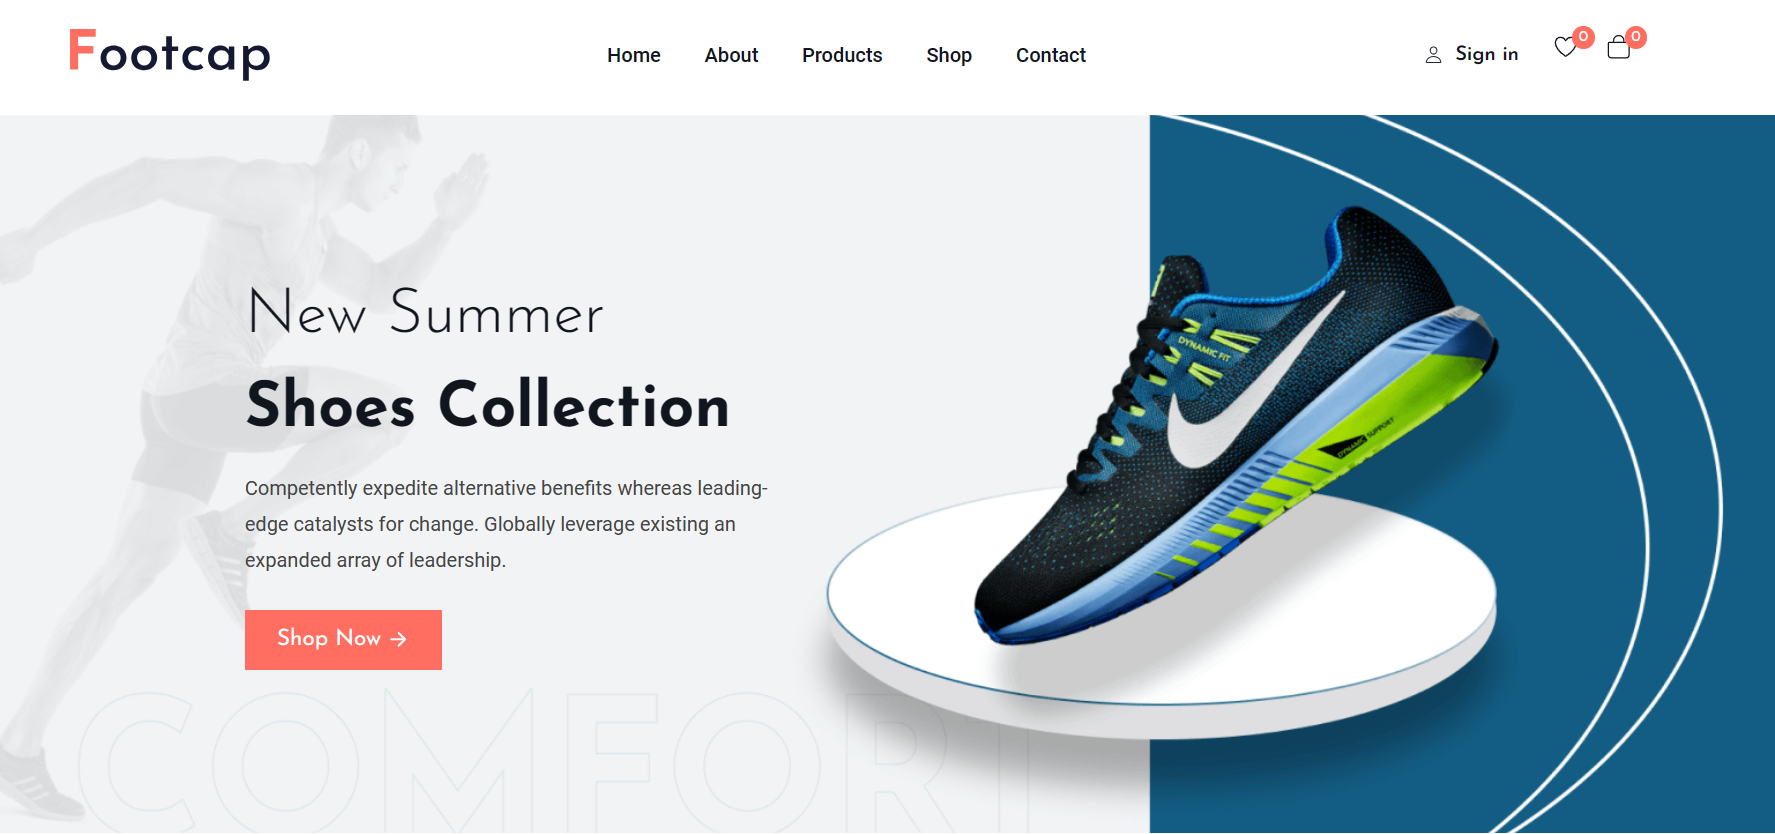 Footcap
Home About Products Shop Contact
Sign in 0 0
New Summer
Shoes Collection
Competently expedite alternative benefits whereas leading-
edge catalysts for change. Globally leverage existing an
expanded array of leadership.
Shop Now →
COMFORT
DYNAMIC FIT
DYNAMIC SUPPORT